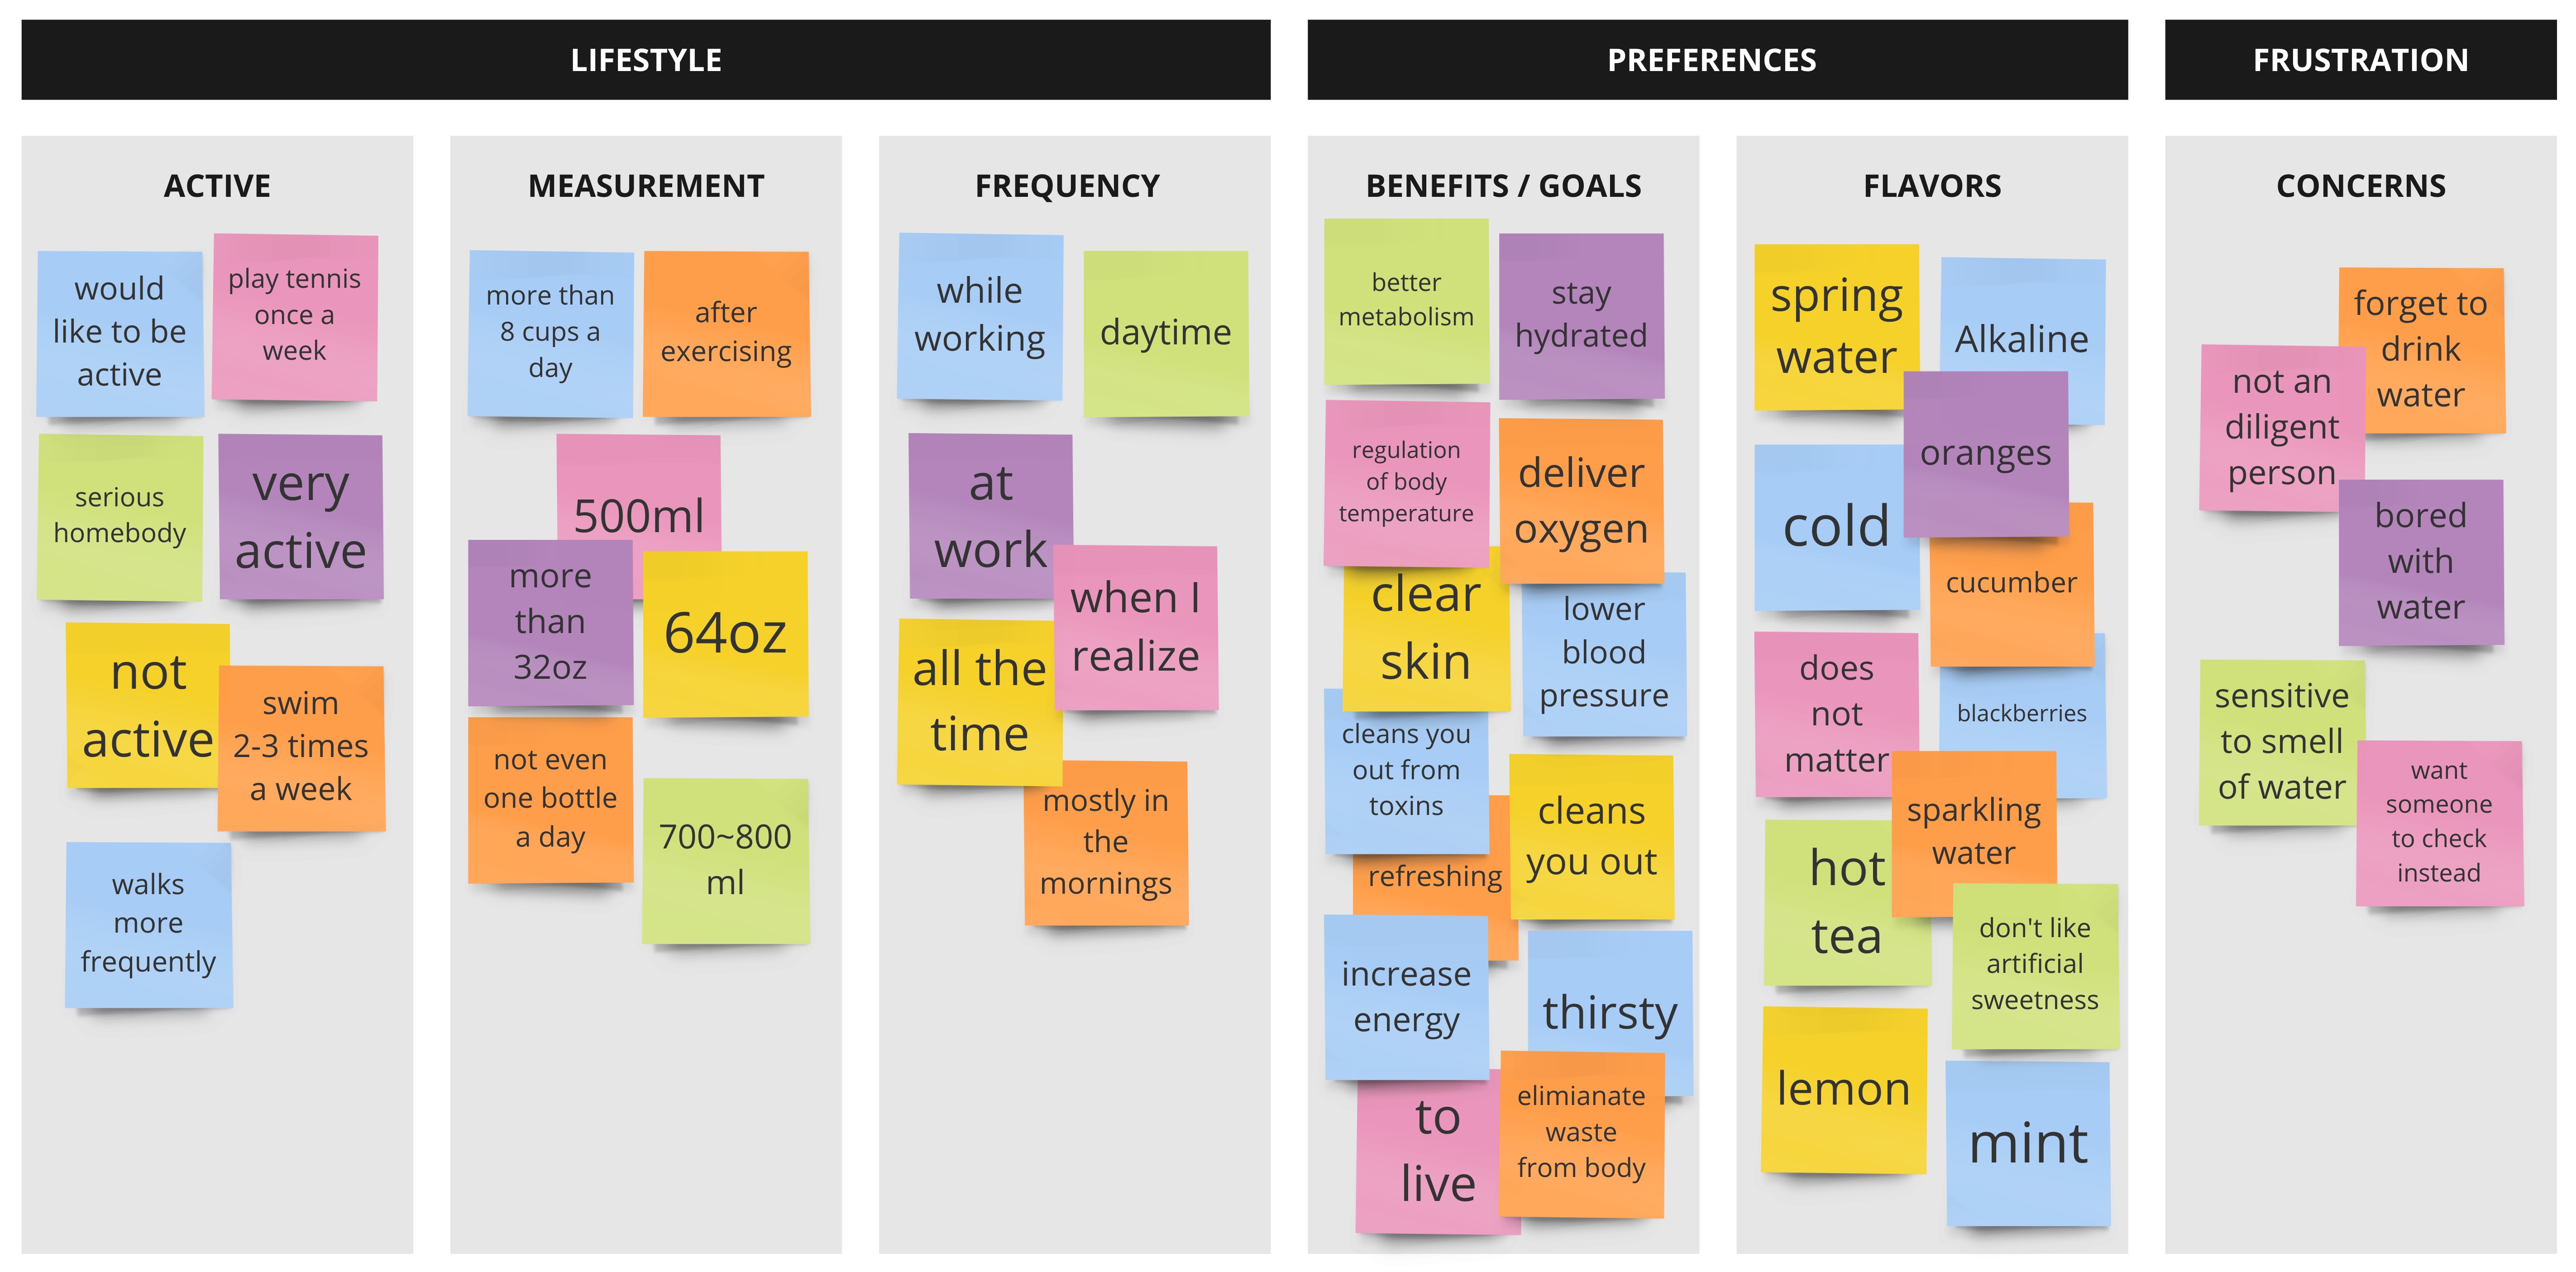 LIFESTYLE
PREFERENCES
FRUSTRATION
ACTIVE
would
like to be
active
play tennis
once a
week
serious
homebody
very
active
not
active
swim
2-3 times
a week
walks
more
frequently
MEASUREMENT
more than
8 cups a
day
after
exercising
500ml
more
than
32oz
64oz
not even
one bottle
a day
700~800
ml
FREQUENCY
while
working
daytime
at
work
when I
realize
all the
time
mostly in
the
mornings
BENEFITS / GOALS
better
metabolism
stay
hydrated
regulation
of body
temperature
deliver
oxygen
clear
skin
lower
blood
pressure
cleans you
out from
toxins
cleans
you out
refreshing
increase
energy
thirsty
to
live
elimianate
waste
from body
FLAVORS
spring
water
Alkaline
oranges
cold
cucumber
does
not
matter
blackberries
sparkling
water
hot
tea
don't like
artificial
sweetness
lemon
mint
CONCERNS
forget to
drink
water
not an
diligent
person
bored
with
water
sensitive
to smell
of water
want
someone
to check
instead